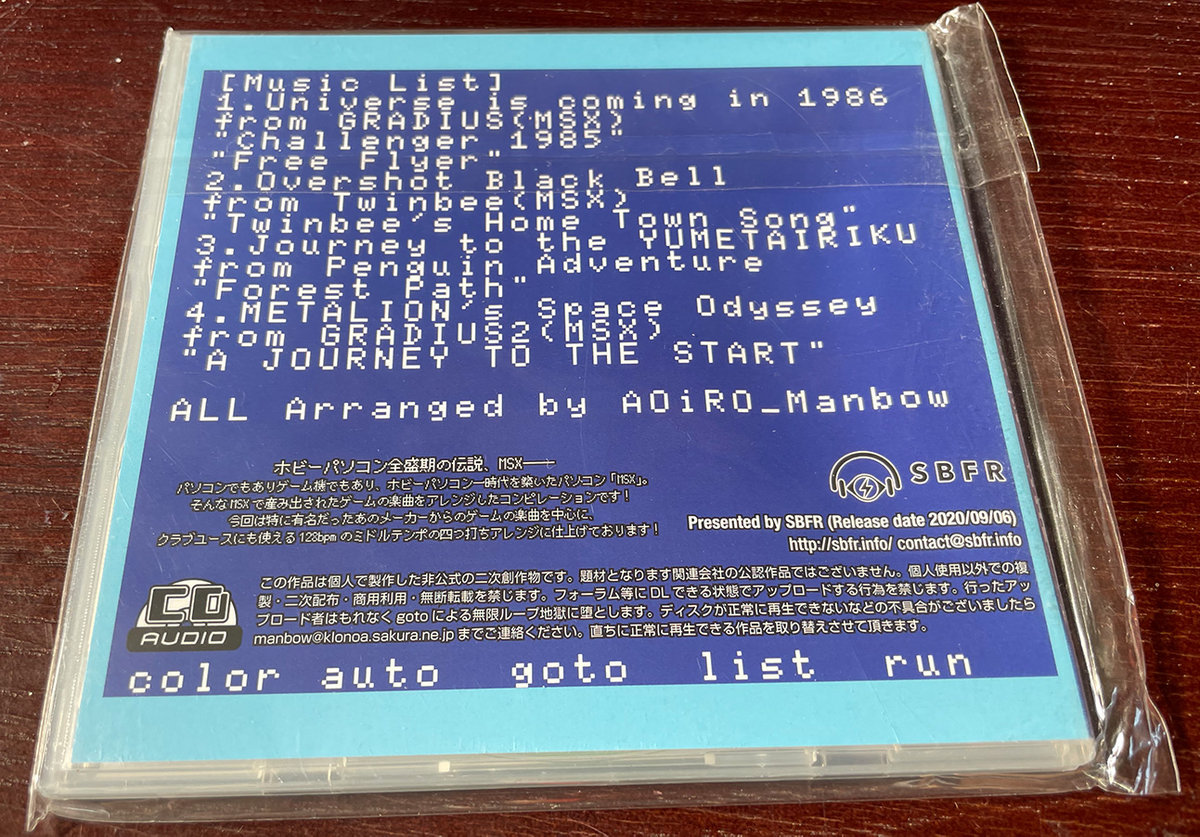 [Music List]
1.Universe is coming in 1986
from GRADIUS(MSX)
"Challenger 1985"
"Free Flyer"
2.Overshot Black Bell
from Twinbee(MSX)
"Twinbee's Home Town Song"
3.Journey to the YUMETAIRIKU
from Penguin Adventure
"Forest Path"
4.METALION's Space Odyssey
from GRADIUS2(MSX)
"A JOURNEY TO THE START"
ALL Arranged by AOiRO_Manbow
ホビーパソコン全盛期の伝説、MSX──
パソコンでもありゲーム機でもあり、ホビーパソコン一時代を築いたパソコン「MSX」。
そんなMSXで産み出されたゲームの楽曲をアレンジしたコンピレーションです!
今回は特に有名だったあのメーカーからのゲームの楽曲を中心に、
クラブユースにも使える128bpmのミドルテンポの四つ打ちアレンジに仕上げております!
SBFR
Presented by SBFR (Release date 2020/09/06)
http://sbfr.info/ contact@sbfr.info
CD
AUDIO
この作品は個人で製作した非公式の二次創作物です。題材となります関連会社の公認作品ではございません。個人使用以外での複
製・二次配布・商用利用・無断転載を禁じます。フォーラム等にDLできる状態でアップロードする行為を禁じます。行ったアッ
プロード者はもれなくgotoによる無限ループ地獄に堕とします。ディスクが正常に再生できないなどの不具合がございましたら
manbow@klonoa.sakura.ne.jpまでご連絡ください。直ちに正常に再生できる作品を取り替えさせて頂きます。
color auto goto list run